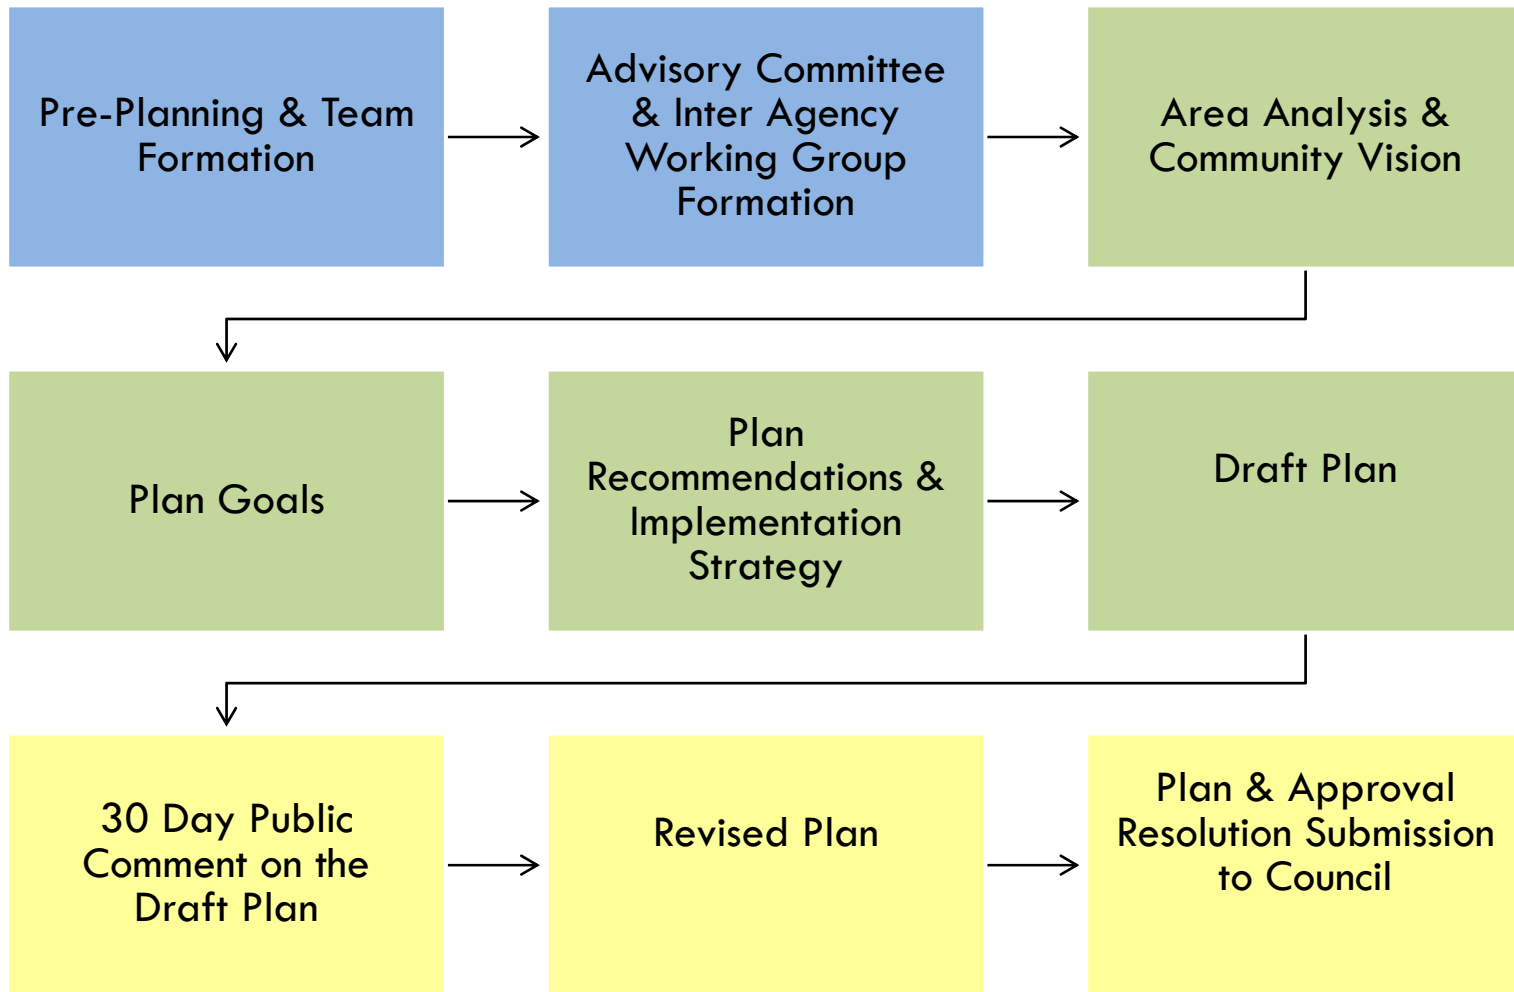 Pre-Planning & Team
Formation
Advisory Committee
& Inter Agency
Working Group
Formation
Area Analysis &
Community Vision
Plan Goals
Plan
Recommendations &
Implementation
Strategy
Draft Plan
30 Day Public
Comment on the
Draft Plan
Revised Plan
Plan & Approval
Resolution Submission
to Council